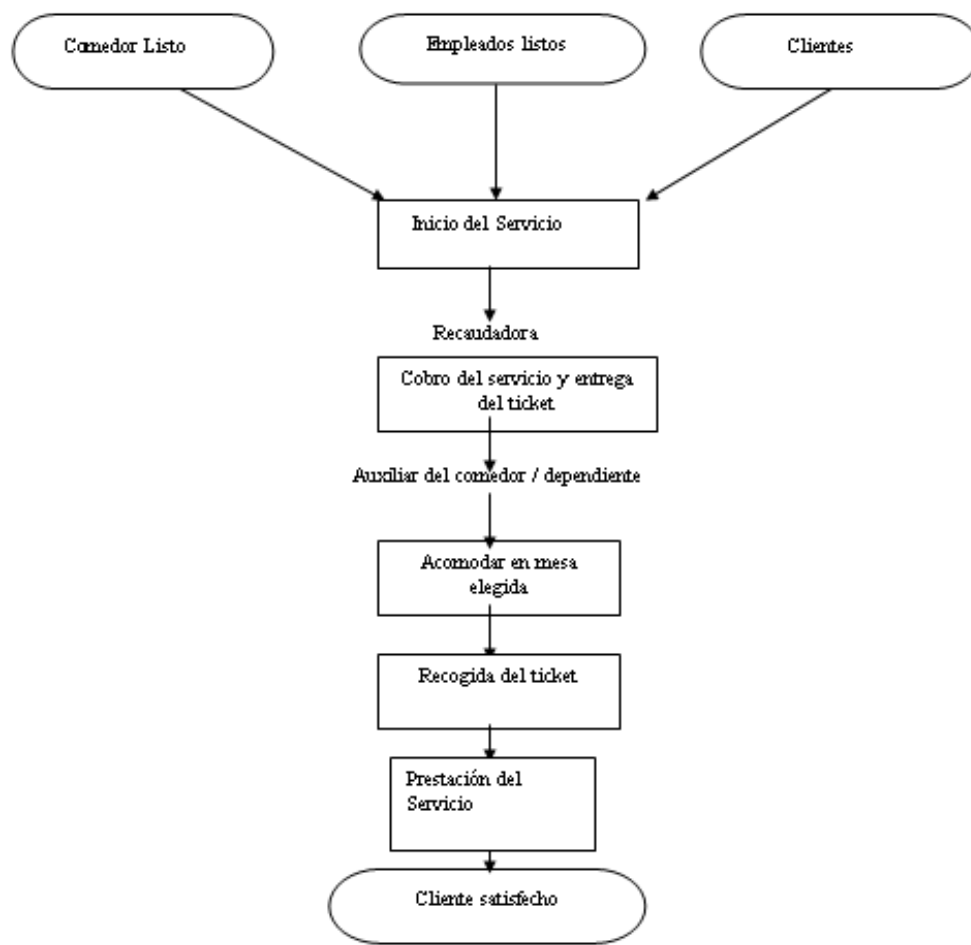 Comedor Listo
Empleados listos
Clientes
Inicio del Servicio
Recaudadora
Cobro del servicio y entrega
del ticket
Auxiliar del comedor / dependiente
Acomodar en mesa
elegida
Recogida del ticket
Prestación del
Servicio
Cliente satisfecho